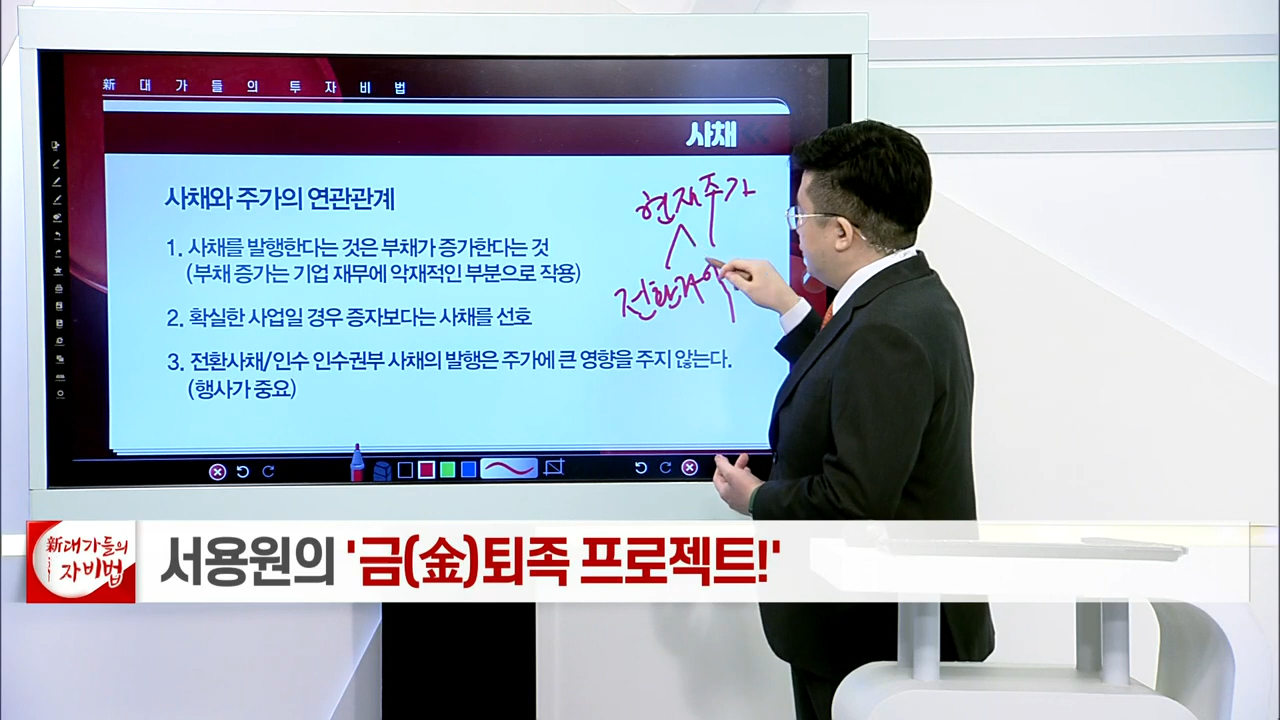 新 대 가 들 의 투 자 비 법
사채
사채와 주가의 연관관계
1. 사채를 발행한다는 것은 부채가 증가한다는 것
(부채 증가는 기업 재무에 악재적인 부분으로 작용)
2. 확실한 사업일 경우 증자보다는 사채를 선호
3. 전환사채/인수 인수권부 사채의 발행은 주가에 큰 영향을 주지 않는다.
(행사가 중요)
현재주가
전환가액
新대가들의
자비법
서용원의 '금(金)퇴족 프로젝트!'